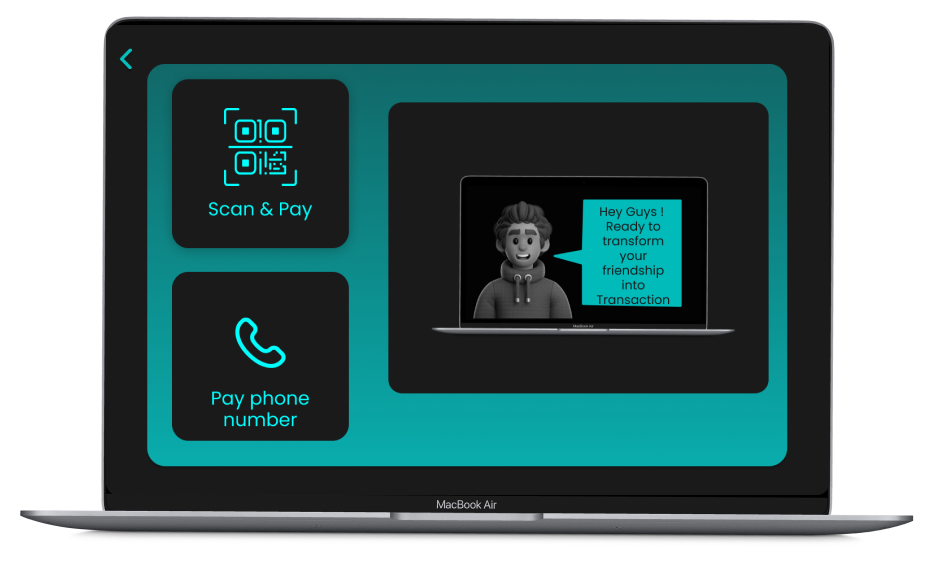 Scan & Pay
Pay phone
number
Hey Guys !
Ready to
transform
your
friendship
into
Transaction
MacBook Air
MacBook Air